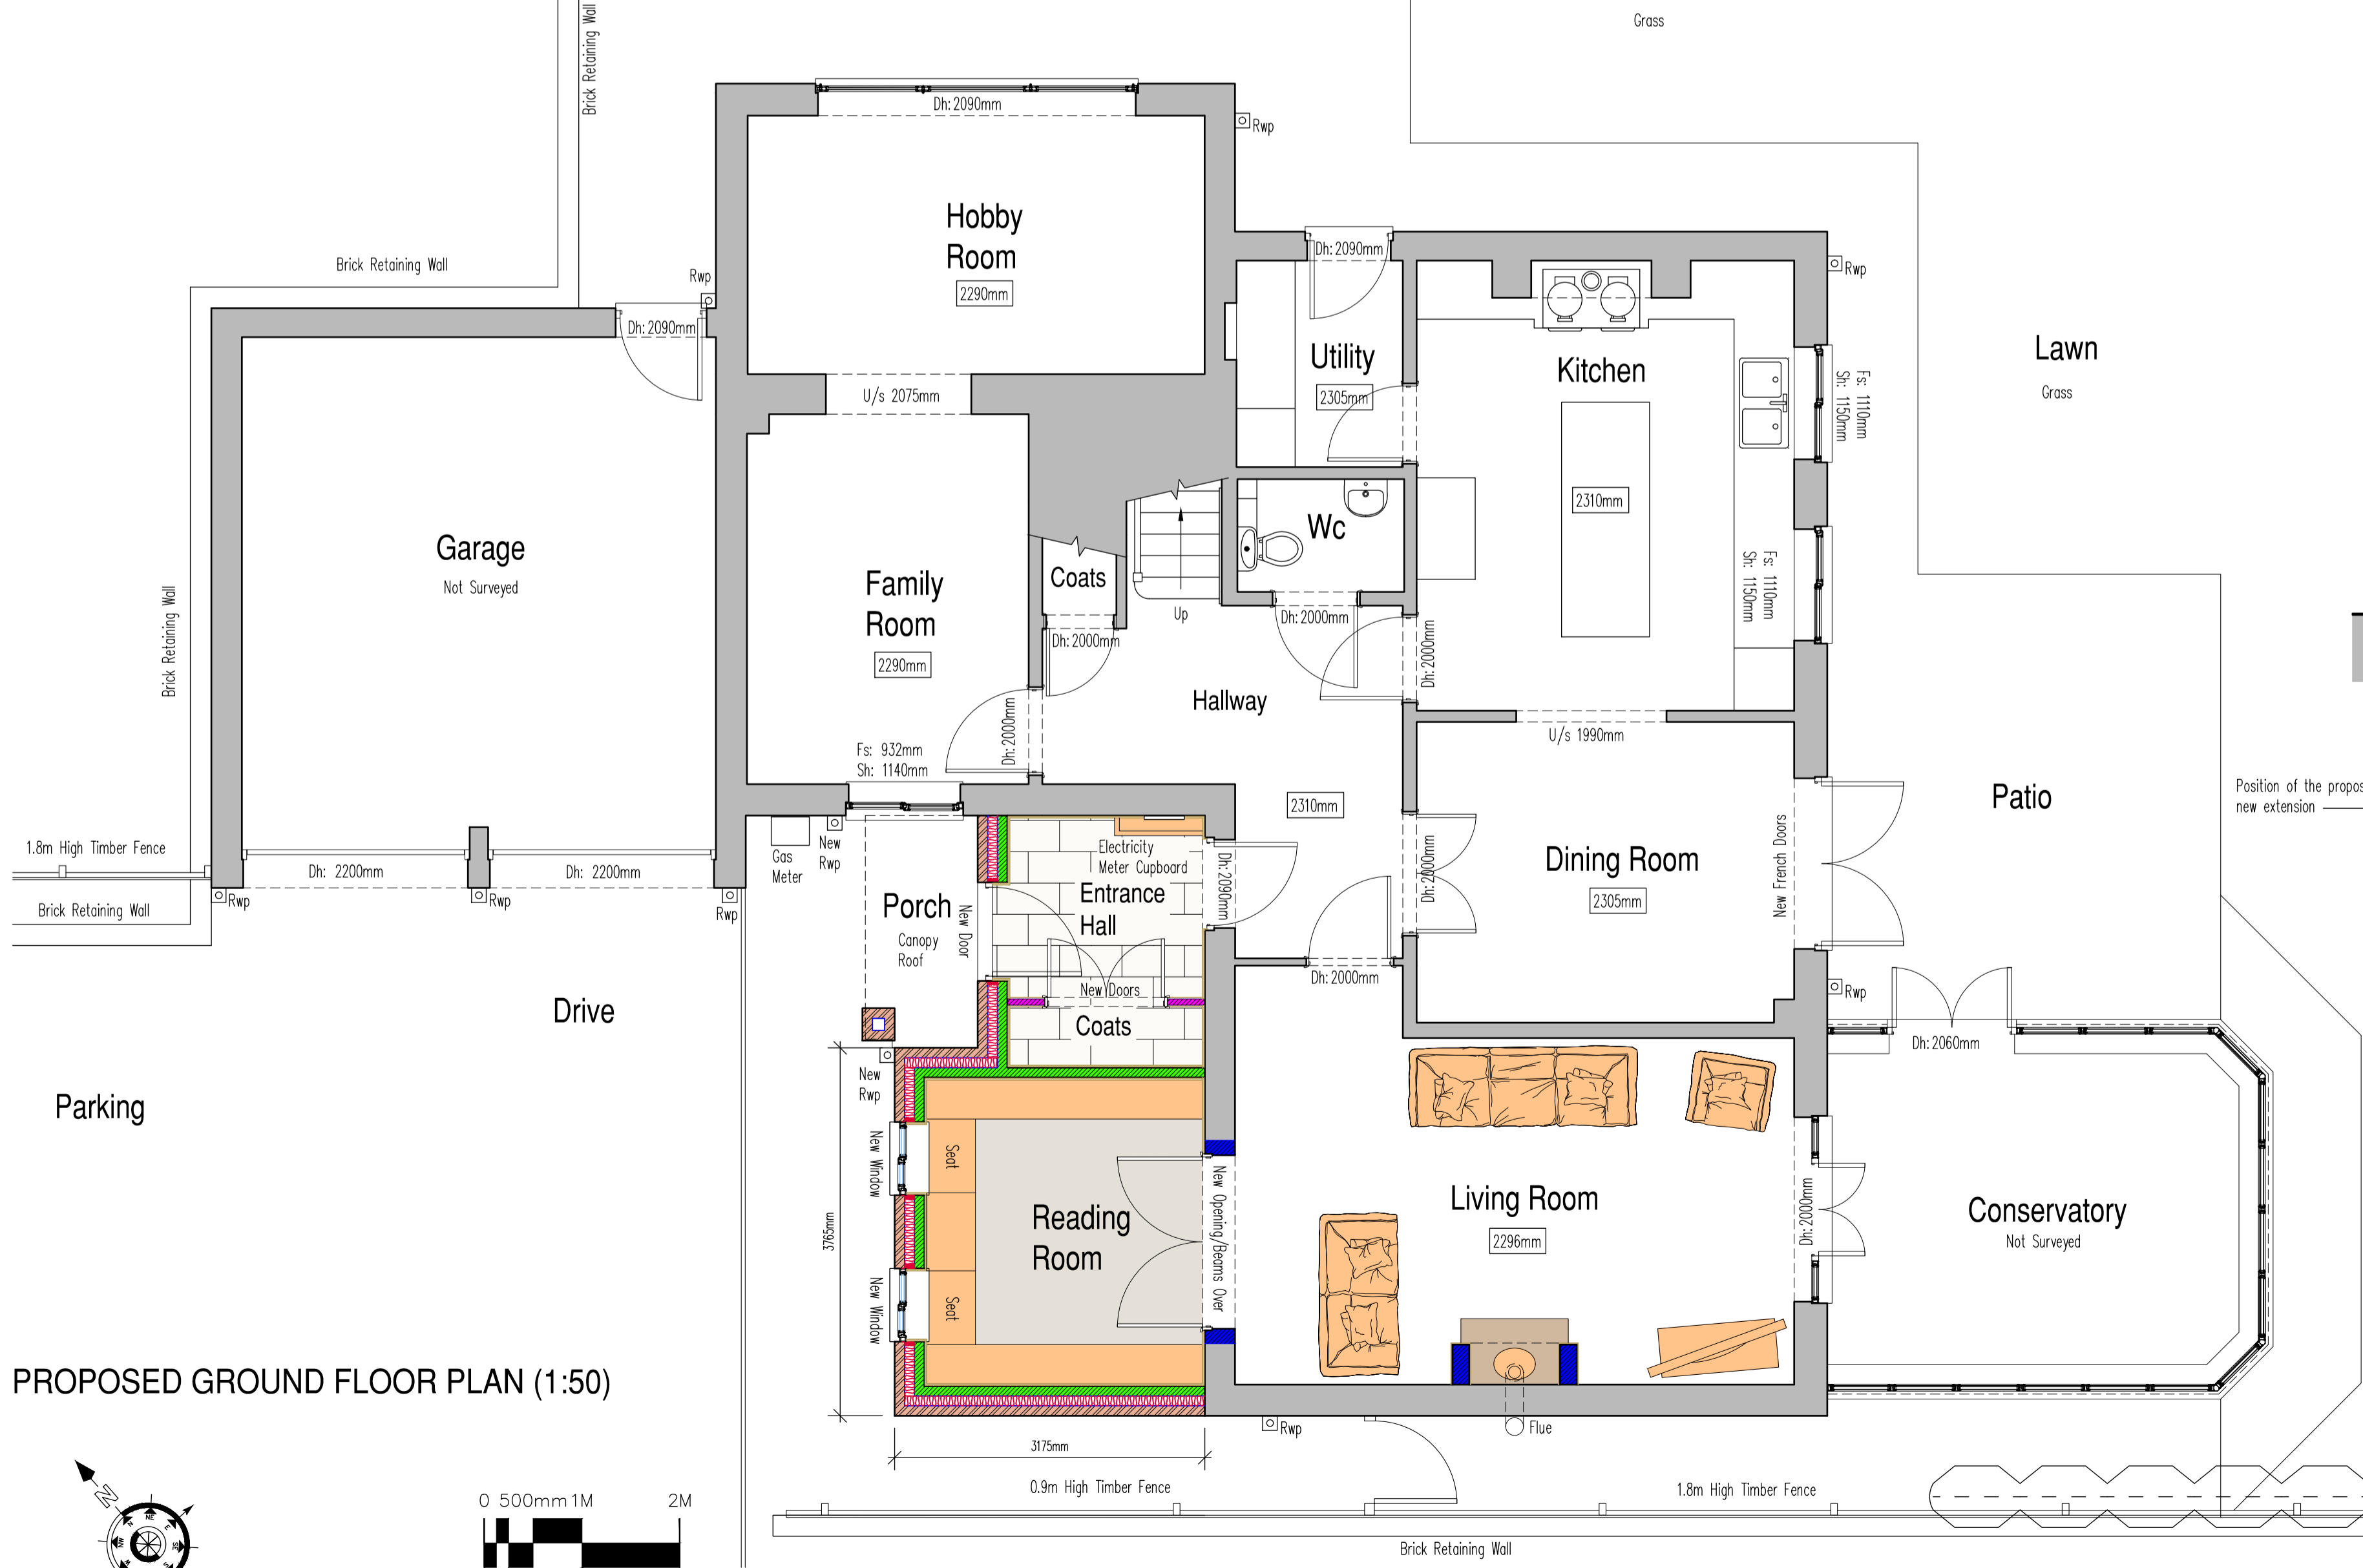 Grass
Brick Retaining Wall
Dh: 2090mm
Rwp
Hobby
Room
2290mm
Brick Retaining Wall
Rwp
Dh: 2090mm
Dh: 2090mm
Rwp
Utility
2305mm
Kitchen
2310mm
Fs: 1110mm
Sh: 1150mm
Lawn
Grass
U/s 2075mm
Garage
Not Surveyed
Brick Retaining Wall
Family
Room
2290mm
Coats
Dh: 2000mm
Up
Wc
Dh: 2000mm
Dh: 2000mm
Fs: 1110mm
Sh: 1150mm
Hallway
Dh: 2000mm
Fs: 932mm
Sh: 1140mm
U/s 1990mm
2310mm
Patio
Position of the propos
new extension
1.8m High Timber Fence
Brick Retaining Wall
Rwp
Dh: 2200mm
Rwp
Dh: 2200mm
Rwp
Gas
Meter
New
Rwp
Electricity
Meter Cupboard
Entrance
Hall
Dh: 2090mm
Dh: 2000mm
Dining Room
2305mm
New French Doors
Porch
Canopy
Roof
New Door
New Doors
Coats
Dh: 2000mm
Rwp
Dh: 2060mm
Drive
Parking
New
Rwp
New Window
Seat
New Window
Seat
3765mm
Reading
Room
New Opening/Beams Over
Living Room
2296mm
Dh: 2000mm
Conservatory
Not Surveyed
PROPOSED GROUND FLOOR PLAN (1:50)
Rwp
Flue
3175mm
0.9m High Timber Fence
1.8m High Timber Fence
Brick Retaining Wall
N
NE
N
E
NW
SE
W
S
0 500mm 1M 2M